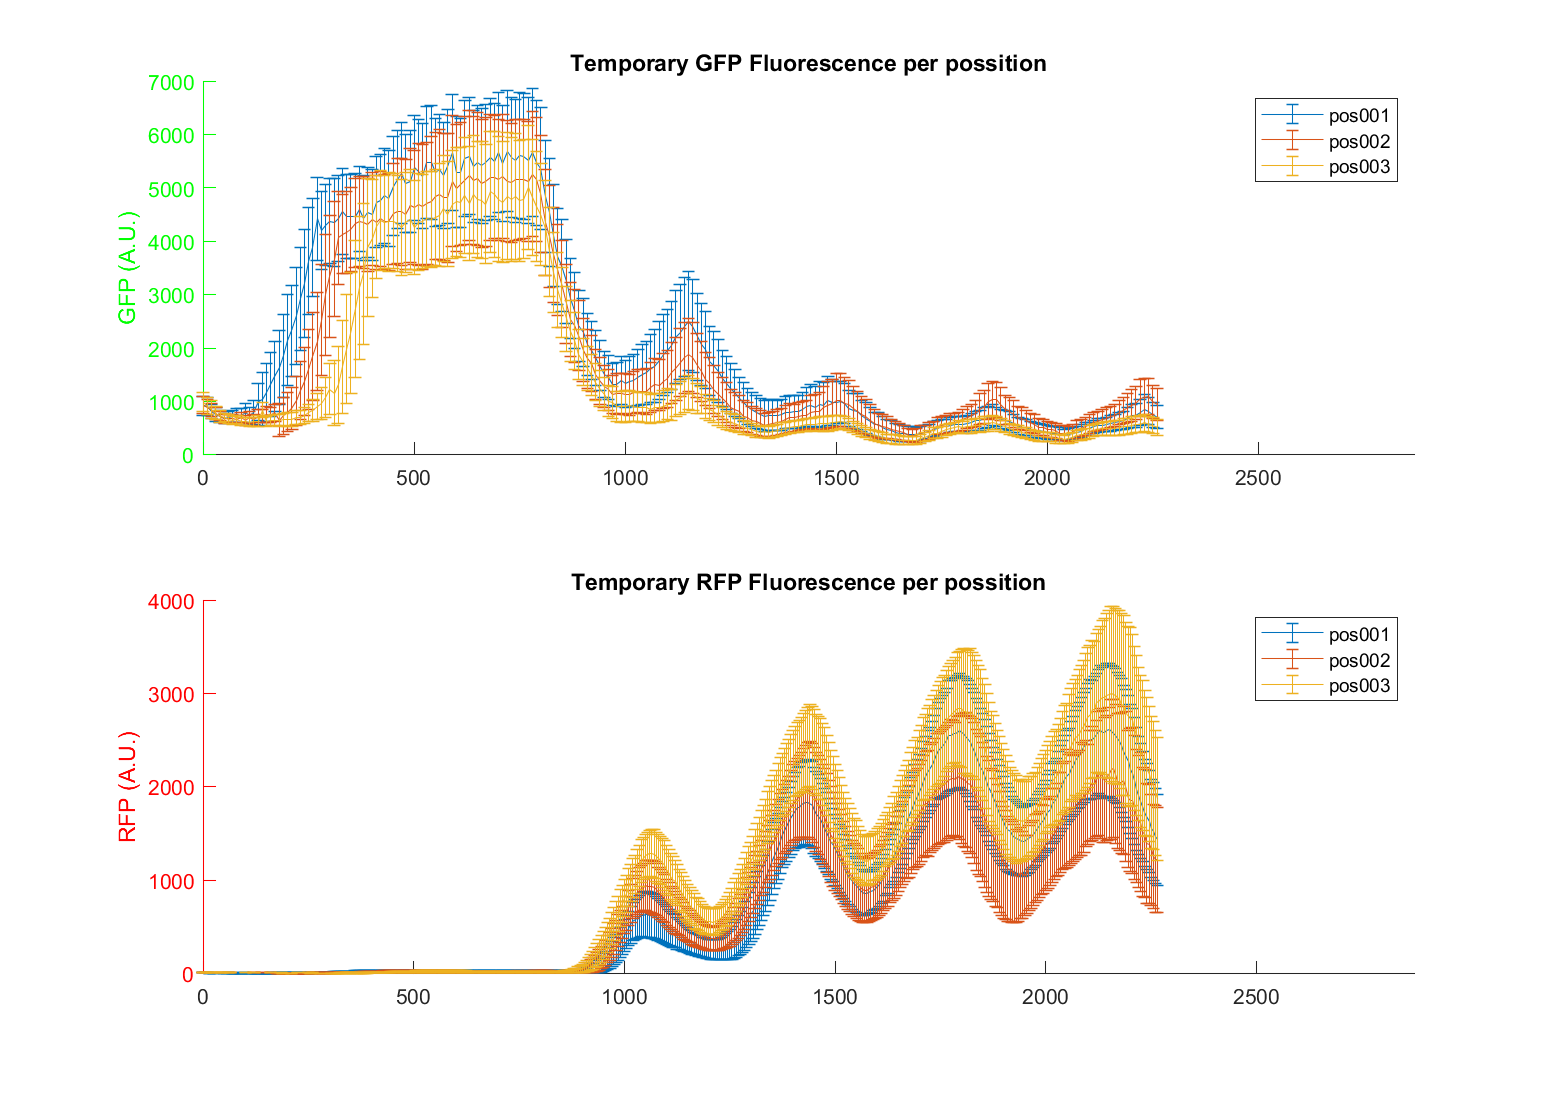 Temporary GFP Fluorescence per possition
7000
6000
5000
4000
3000
2000
1000
0
GFP (A.U.)
pos001
pos002
pos003
0 500 1000 1500 2000 2500
Temporary RFP Fluorescence per possition
4000
3000
2000
1000
0
RFP (A.U.)
pos001
pos002
pos003
0 500 1000 1500 2000 2500